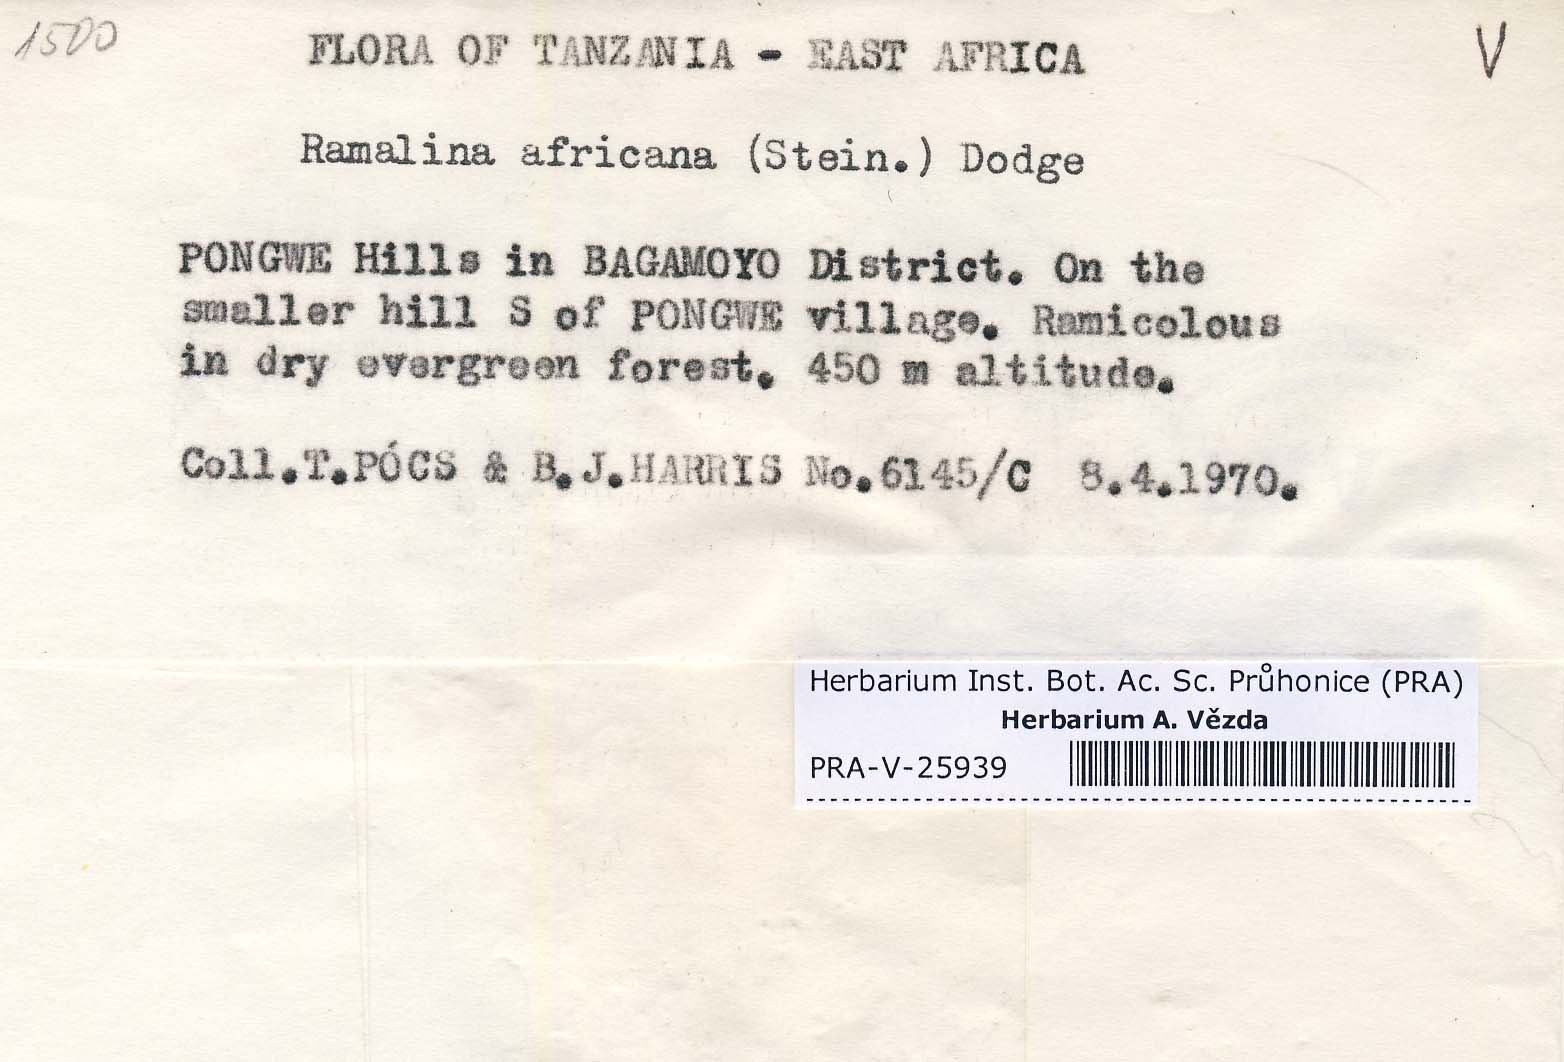 1500
V
FLORA OF TANZANIA - EAST AFRICA
Ramalina africana (Stein.) Dodge
PONGWE Hills in BAGAMOYO District. On the
smaller hill S of PONGWE village. Ramicolous
in dry evergreen forest. 450 m altitude.
Coll.T.PÓCS & B.J.HARRIS No.6145/C 8.4.1970.
Herbarium Inst. Bot. Ac. Sc. Průhonice (PRA)
Herbarium A. Vězda
PRA-V-25939